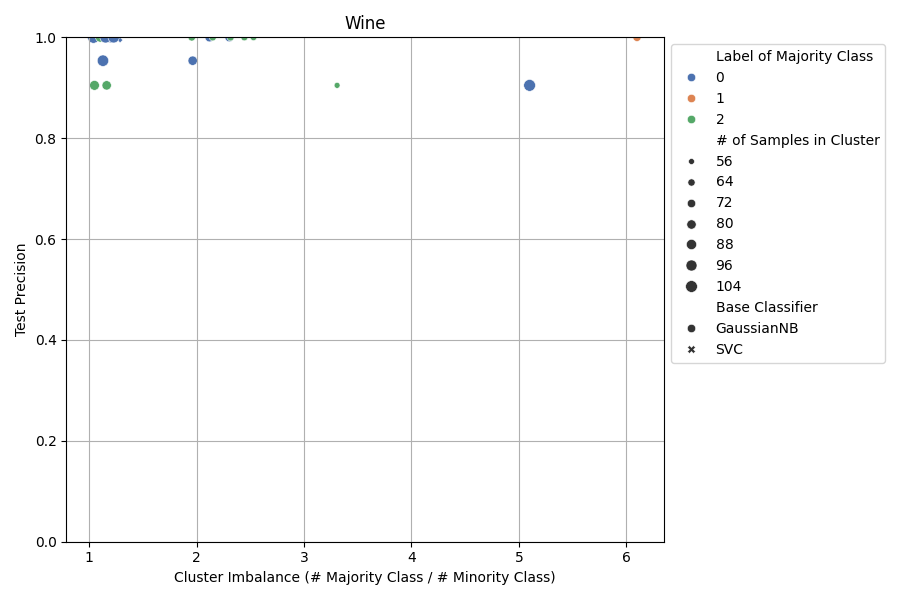 Wine
1.0
0.8
0.6
0.4
0.2
0.0
Test Precision
1 2 3 4 5 6
Cluster Imbalance (# Majority Class / # Minority Class)
Label of Majority Class
0
1
2
# of Samples in Cluster
56
64
72
80
88
96
104
Base Classifier
GaussianNB
SVC